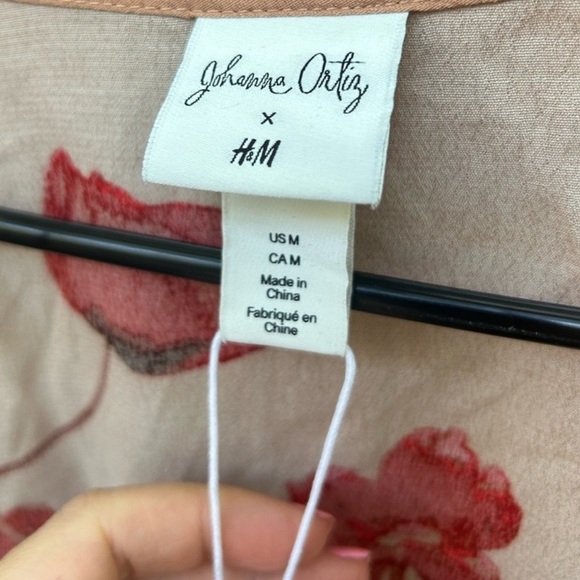 Johanna Ortiz
x
H&M
US M
CA M
Made in
China
Fabriqué en
Chine